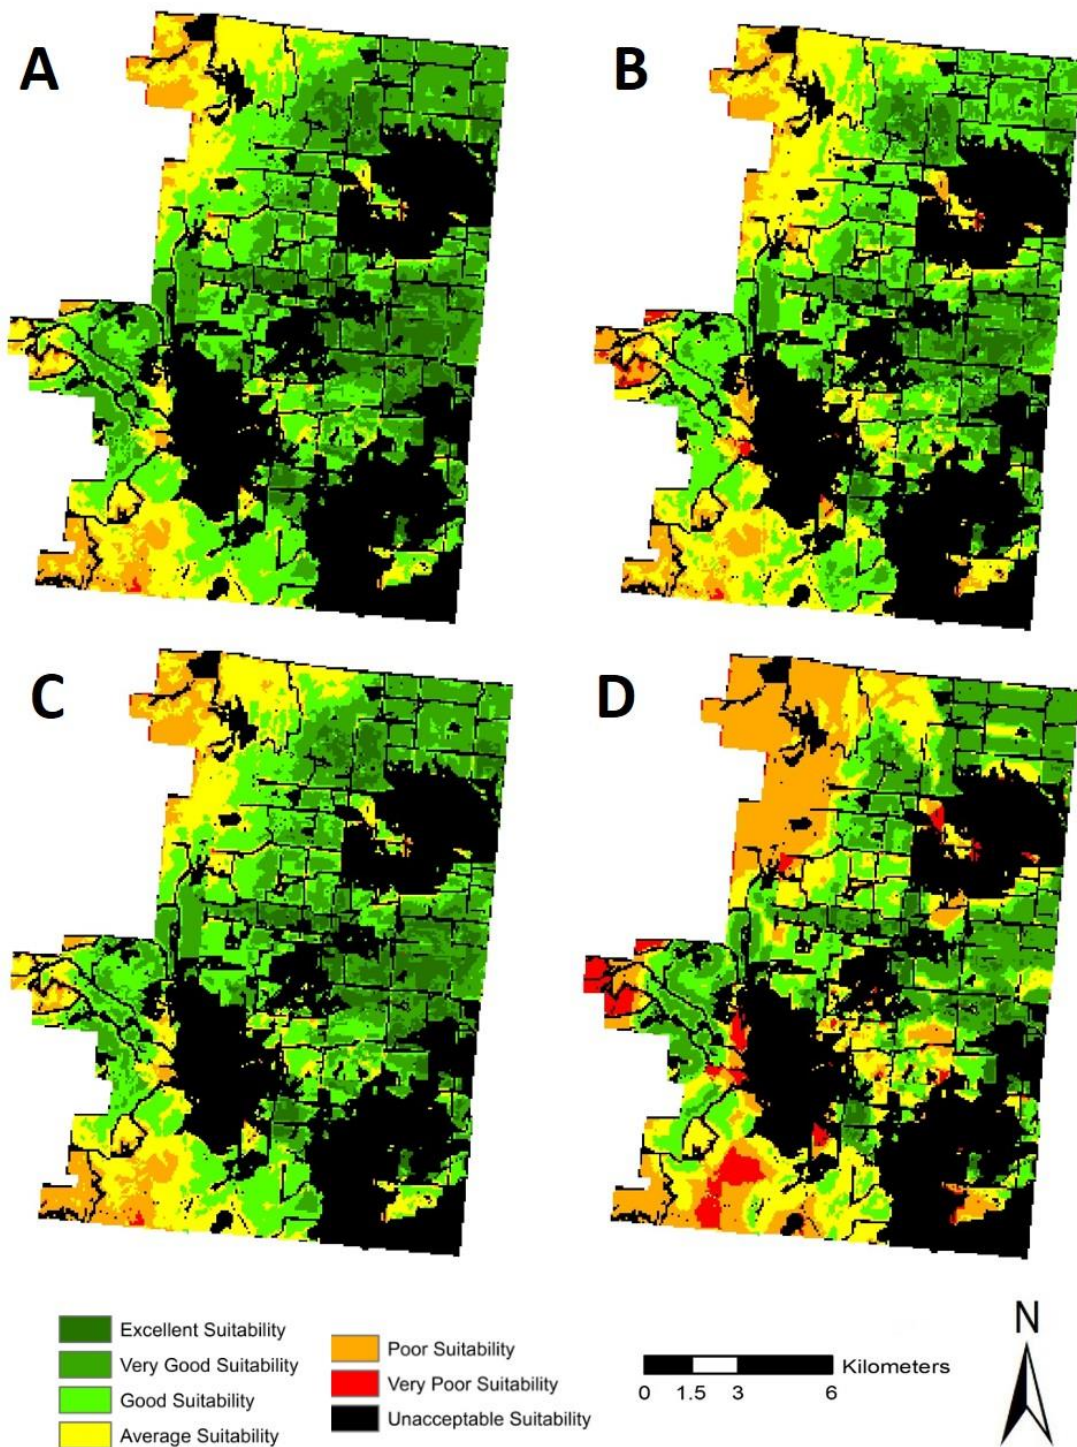 A
B
C
D
Excellent Suitability
Very Good Suitability
Good Suitability
Average Suitability
Poor Suitability
Very Poor Suitability
Unacceptable Suitability
Kilometers
0 1.5 3 6
N